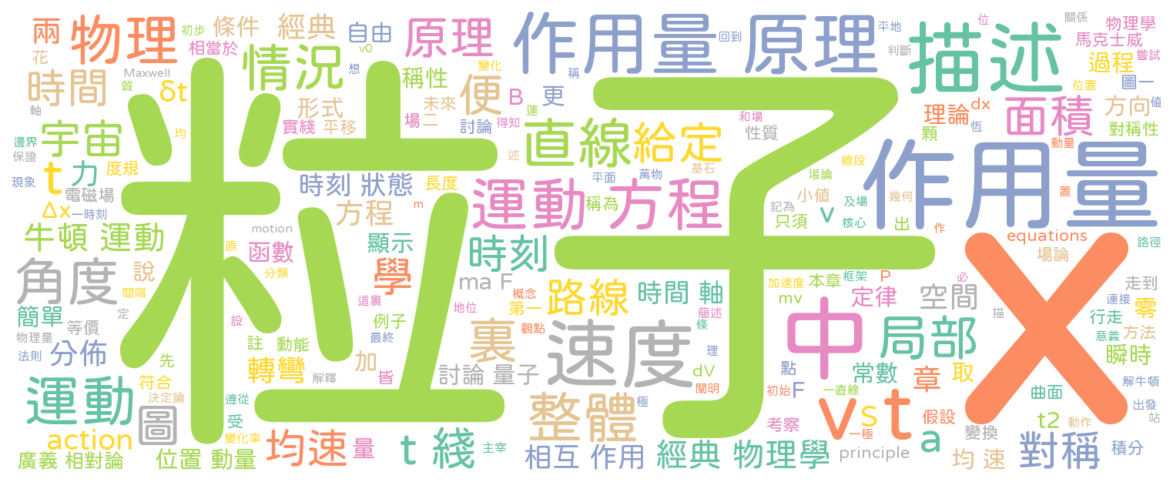 兩 物理 初步 條件 經典 自由 原理 作用量 回到 原理 平地 位 關係 物理學
花 相當於 v0 情況 想 變化 稱 判斷 描述 嘗試 馬克士威
時間 Maxwell 質 δt 稱性 便 B 更 過程
軸 形式 未來 理論 dx 位置 圖一
宇宙 均 實綫 平移 場 二 討論 得知 運 和場 性質 顆 恆 面積 方向 值
邊界 保證 t 力 度規 粒子 述 直線 給定 線段 對稱性
現象 電磁場 時刻 狀態 長度 平面 萬物 基石 場論 動量 作用量
Δx 一時刻 方程 m 運動 方程 稱為 記為 小值 及場 幾何 置
牛頓 運動 motion 函數 顯示 時刻 只須 v 核心 出 作 equations 路徑
角度 原 分類 說 學 ma F 路線 時間 軸 加速度 本章 框架 P 必 場論 走到
簡單 間隔 這裏 地位 概念 第一 簡述 mv 定律 空間 連接 零
物理量 等價 定 設 例子 觀點 條 中 局部 描 行走 意義 方法
法則 分佈 先 註 動能 最終 裏 速度 理 點 常數 x 瞬時
轉彎 加 皆 討論 量子 dV 闡明 初始 F 章 取 曲面 解牛頓
運動 符合 決定論 解釋 極 一直線 出發
圖 遵從 受 整體 考察 v 一極 s t a 假設 t2 動作 站
action 變化率 均速 量 t 綫 主宰 principle 變換 對稱 積分
廣義 相對論 位置 動量 相互 作用 經典 物理學 均 速